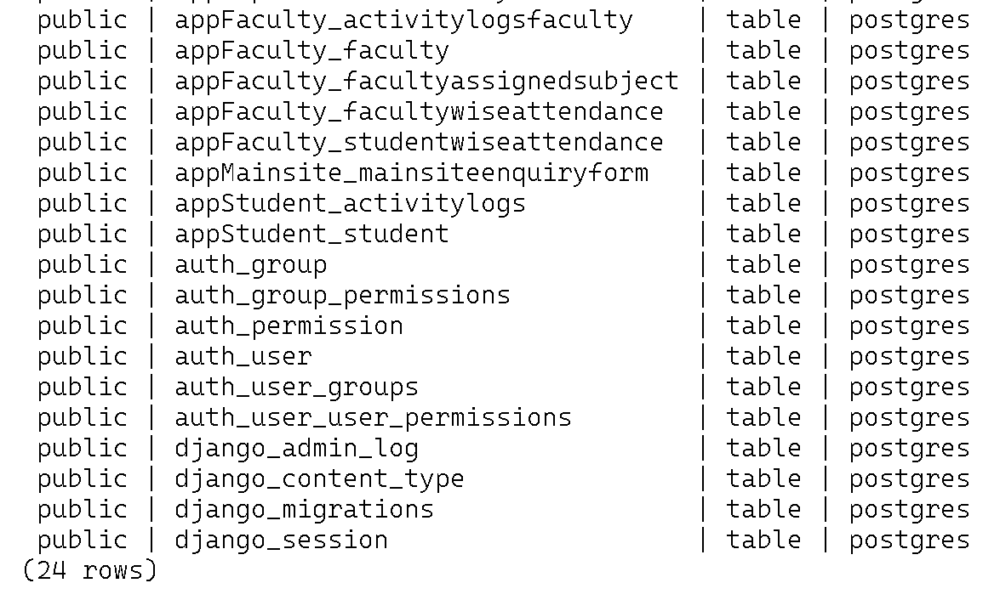 public | appFaculty_activitylogsfaculty | table | postgres
public | appFaculty_faculty | table | postgres
public | appFaculty_facultyassignedsubject | table | postgres
public | appFaculty_facultywiseattendance | table | postgres
public | appFaculty_studentwiseattendance | table | postgres
public | appMainsite_mainsiteenquiryform | table | postgres
public | appStudent_activitylogs | table | postgres
public | appStudent_student | table | postgres
public | auth_group | table | postgres
public | auth_group_permissions | table | postgres
public | auth_permission | table | postgres
public | auth_user | table | postgres
public | auth_user_groups | table | postgres
public | auth_user_user_permissions | table | postgres
public | django_admin_log | table | postgres
public | django_content_type | table | postgres
public | django_migrations | table | postgres
public | django_session | table | postgres
(24 rows)